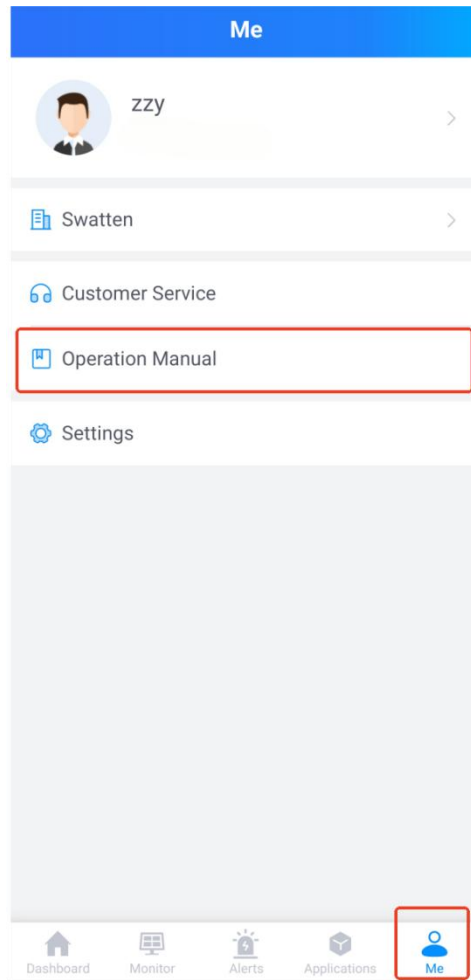 Me
zzy
Swatten
Customer Service
Operation Manual
Settings
Dashboard Monitor Alerts Applications Me